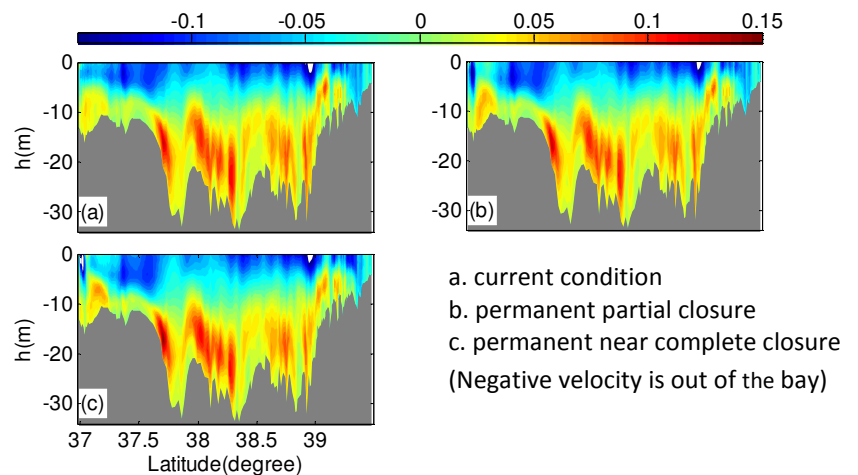 -0.1 -0.05 0 0.05 0.1 0.15
0
-10
-20
-30
h(m)
(a)
0
-10
-20
-30
h(m)
(b)
0
-10
-20
-30
h(m)
(c)
37 37.5 38 38.5 39
Latitude(degree)
a. current condition
b. permanent partial closure
c. permanent near complete closure
(Negative velocity is out of the bay)